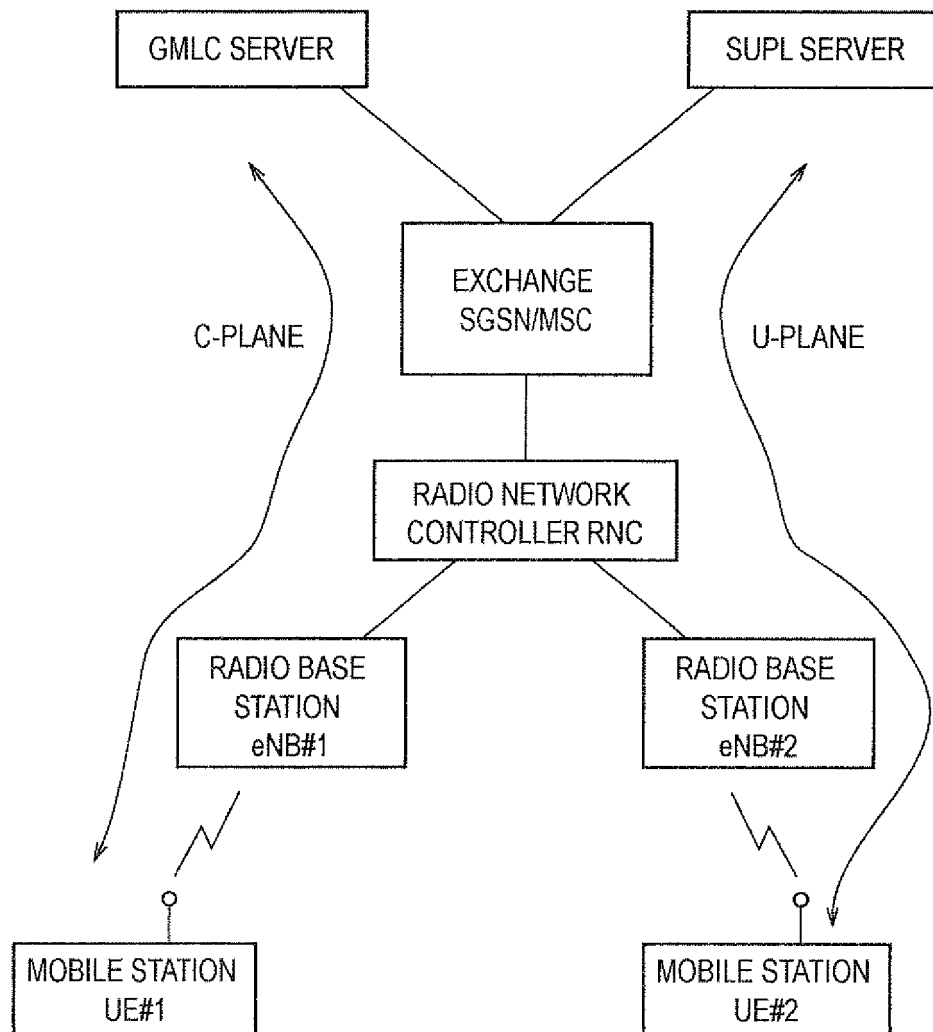 GMLC SERVER
SUPL SERVER
EXCHANGE
SGSN/MSC
C-PLANE
U-PLANE
RADIO NETWORK
CONTROLLER RNC
RADIO BASE
STATION
eNB#1
RADIO BASE
STATION
eNB#2
MOBILE STATION
UE#1
MOBILE STATION
UE#2